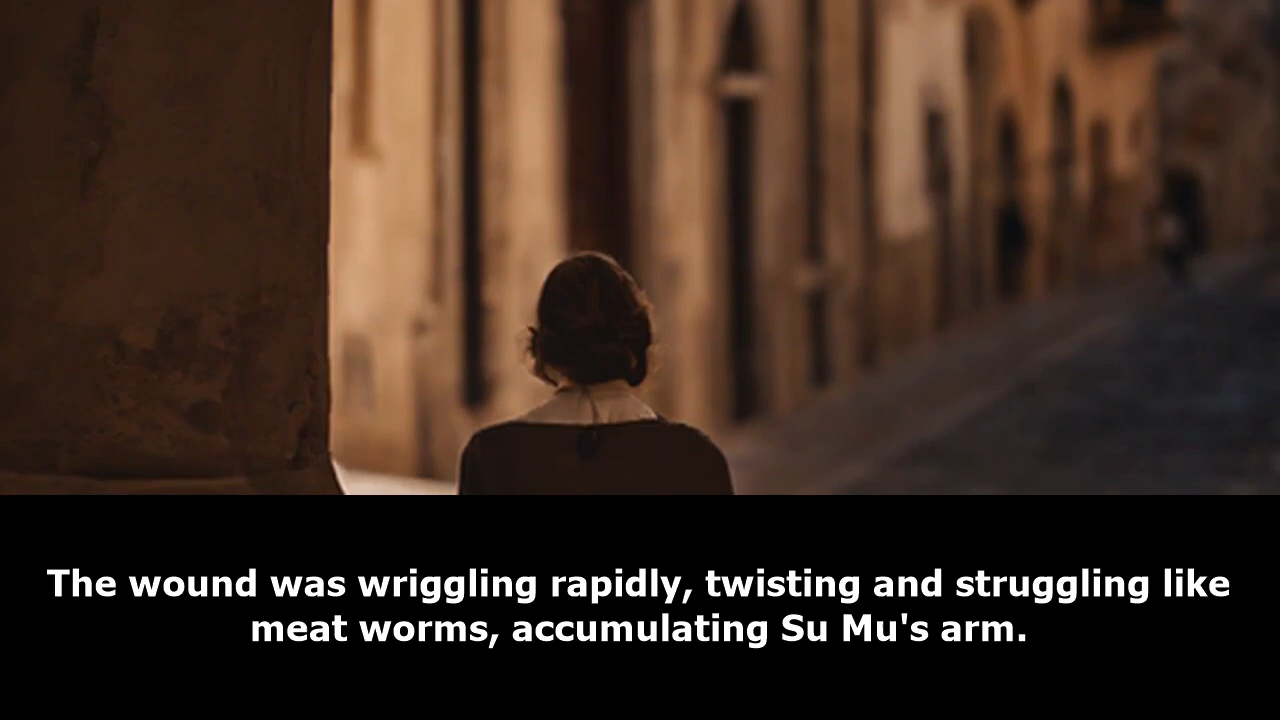 The wound was wriggling rapidly, twisting and struggling like
meat worms, accumulating Su Mu's arm.